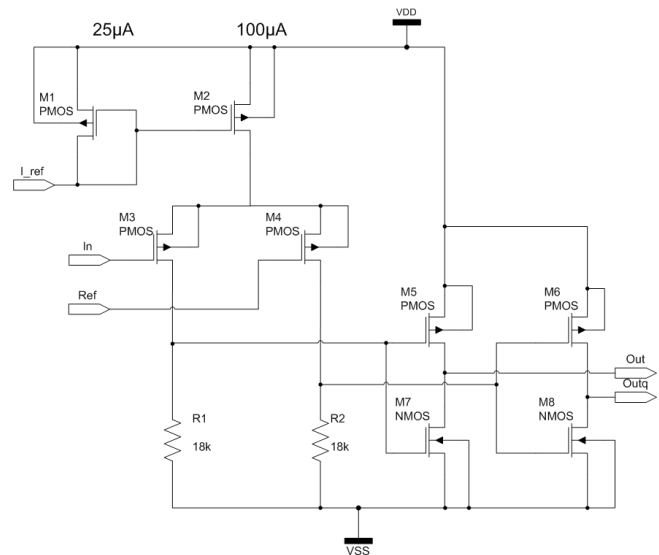 VDD
25µA
100µA
M1
PMOS
M2
PMOS
I_ref
M3
PMOS
M4
PMOS
In
Ref
M5
PMOS
M6
PMOS
Out
Outq
M7
NMOS
M8
NMOS
R1
18k
R2
18k
VSS